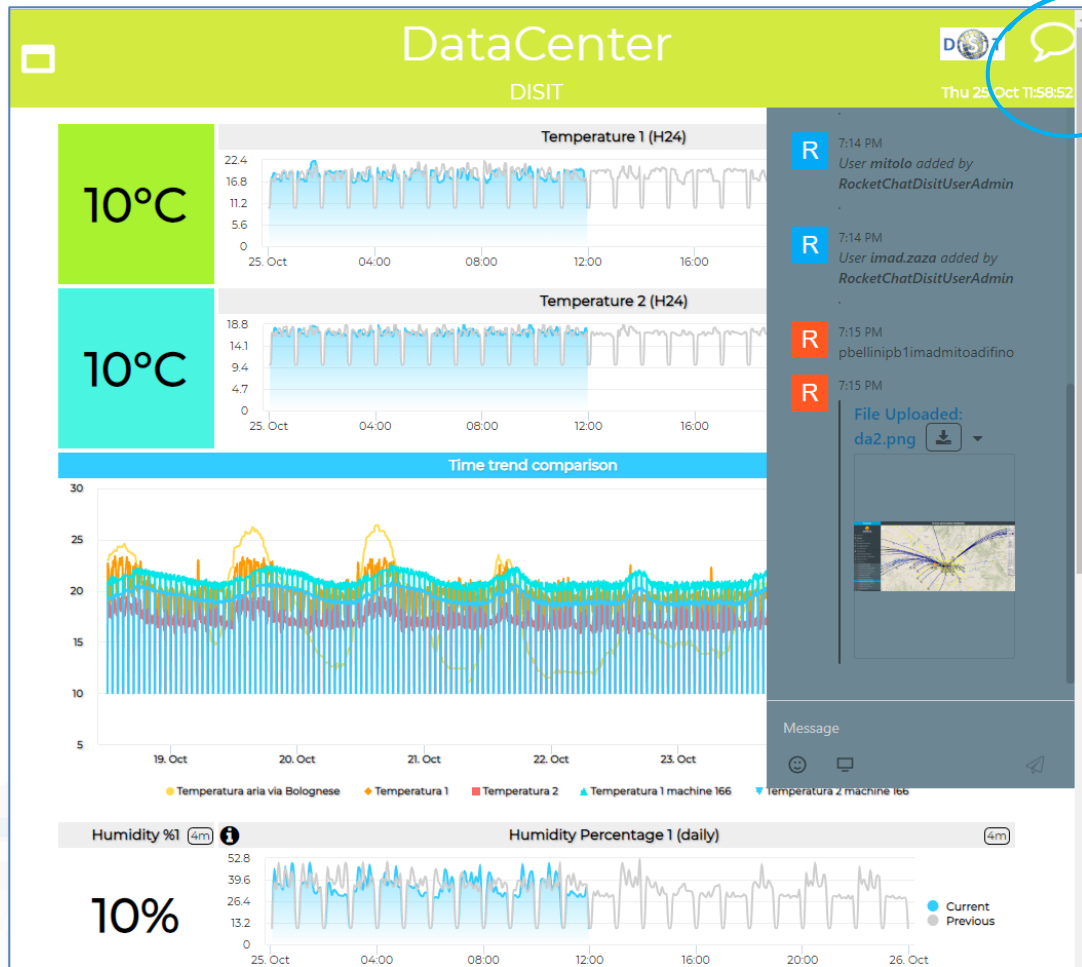 DataCenter
DISIT
Thu 25 Oct 11:58:52
10°C
Temperature 1 (H24)
22.4
16.8
11.2
5.6
0
25. Oct 04:00 08:00 12:00 16:00
10°C
Temperature 2 (H24)
18.8
14.1
9.4
4.7
0
25. Oct 04:00 08:00 12:00 16:00
Time trend comparison
30
25
20
15
10
5
19. Oct 20. Oct 21. Oct 22. Oct 23. Oct
Temperatura aria via Bolognese Temperatura 1 Temperatura 2 Temperatura 1 machine 166 Temperatura 2 machine 166
R
7:14 PM
User mitolo added by
RocketChatDisitUserAdmin
R
7:14 PM
User imad.zaza added by
RocketChatDisitUserAdmin
R
7:15 PM
pbellinipb1imadmitoadifino
R
7:15 PM
File Uploaded:
da2.png
Message
Humidity %1 4m
Humidity Percentage 1 (daily) 4m
10%
52.8
39.6
26.4
13.2
0
25. Oct 04:00 08:00 12:00 16:00 20:00 26. Oct
Current
Previous